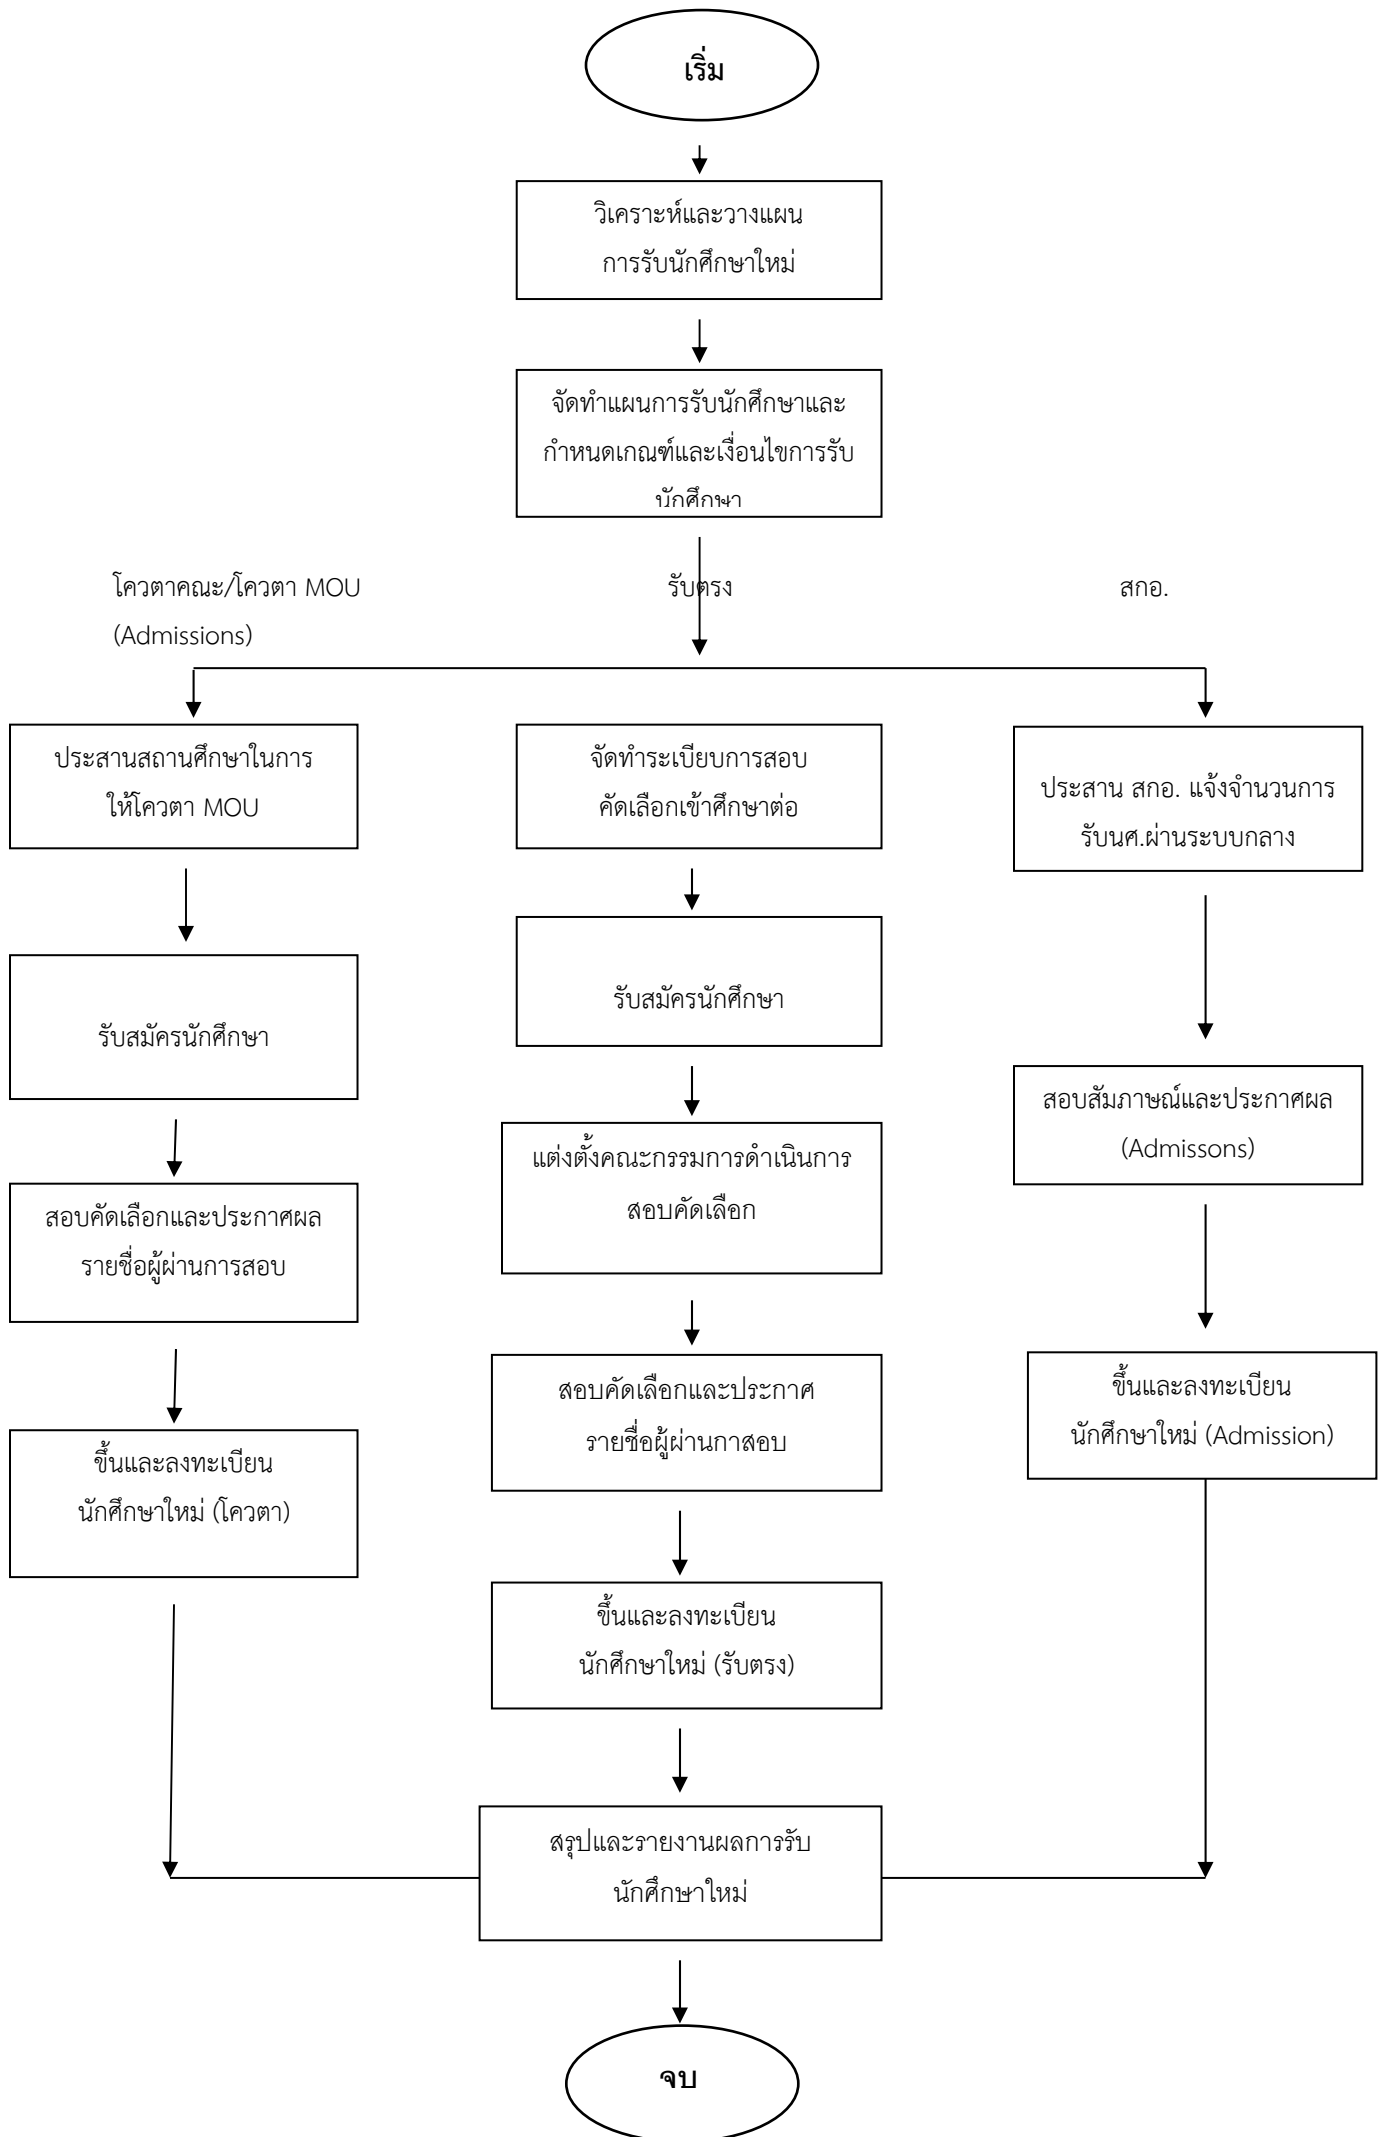 เริ่ม
วิเคราะห์และวางแผน
การรับนักศึกษาใหม่
จัดทำแผนการรับนักศึกษาและ
กำหนดเกณฑ์และเงื่อนไขการรับ
นักศึกษา
โควตาคณะ/โควตา MOU
(Admissions)
รับตรง
สกอ.
ประสานสถานศึกษาในการ
ให้โควตา MOU
รับสมัครนักศึกษา
สอบคัดเลือกและประกาศผล
รายชื่อผู้ผ่านการสอบ
ขึ้นและลงทะเบียน
นักศึกษาใหม่ (โควตา)
จัดทำระเบียบการสอบ
คัดเลือกเข้าศึกษาต่อ
รับสมัครนักศึกษา
แต่งตั้งคณะกรรมการดำเนินการ
สอบคัดเลือก
สอบคัดเลือกและประกาศ
รายชื่อผู้ผ่านกาสอบ
ขึ้นและลงทะเบียน
นักศึกษาใหม่ (รับตรง)
ประสาน สกอ. แจ้งจำนวนการ
รับนศ.ผ่านระบบกลาง
สอบสัมภาษณ์และประกาศผล
(Admissons)
ขึ้นและลงทะเบียน
นักศึกษาใหม่ (Admission)
สรุปและรายงานผลการรับ
นักศึกษาใหม่
จบ